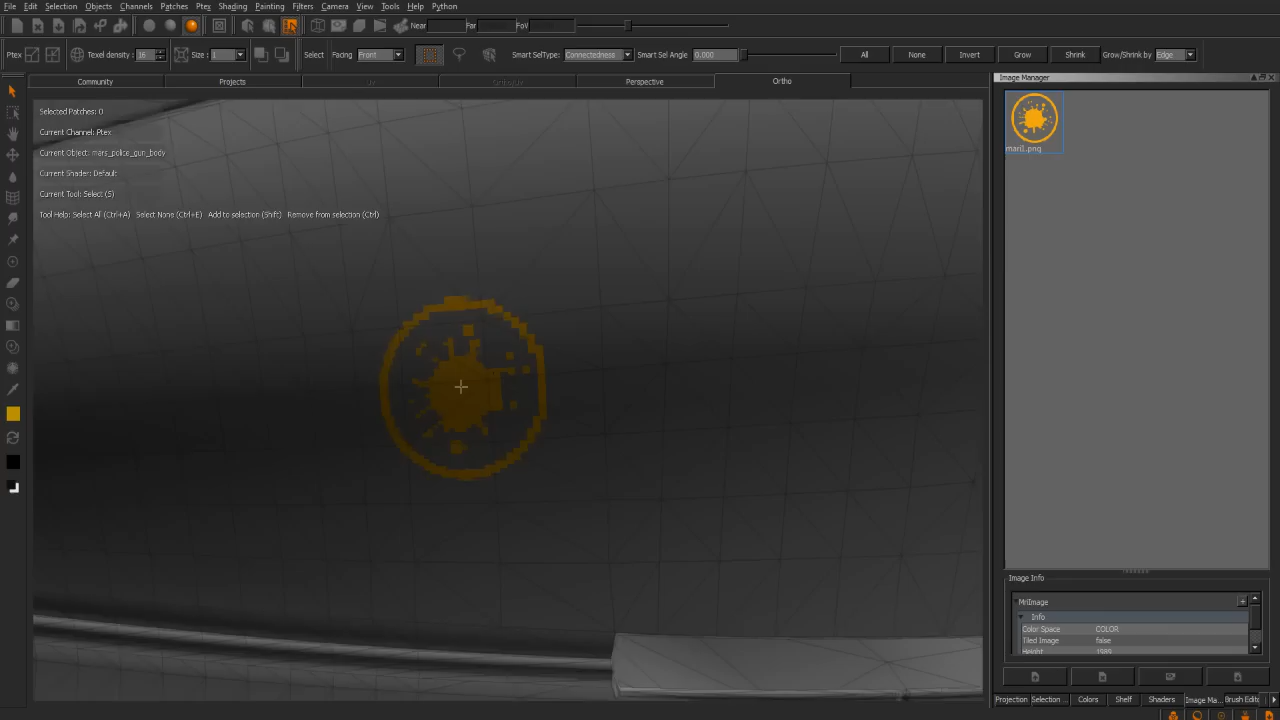 File Edit Selection Objects Channels Patches Ptex Shading Painting Filters Camera View Tools Help Python
Near Far FoV
Ptex Texel density: 16 Size: 1 Select Facing Front Smart SelType: Connectedness Smart Sel Angle 0.000 All None Invert Grow Shrink Grow/Shrink by Edge
Community Projects Uv Ortho/Uv Perspective Ortho
Image Manager
Selected Patches: 0
Current Channel: Ptex
Current Object: mars_police_gun_body
Current Shader: Default
Current Tool: Select (S)
Tool Help: Select All (Ctrl+A) Select None (Ctrl+E) Add to selection (Shift) Remove from selection (Ctrl)
mari1.png
Image Info
MriImage
Info
Color Space COLOR
Tiled Image false
Height 1989
Projection Selection ... Colors Shelf Shaders Image Ma... Brush Edito